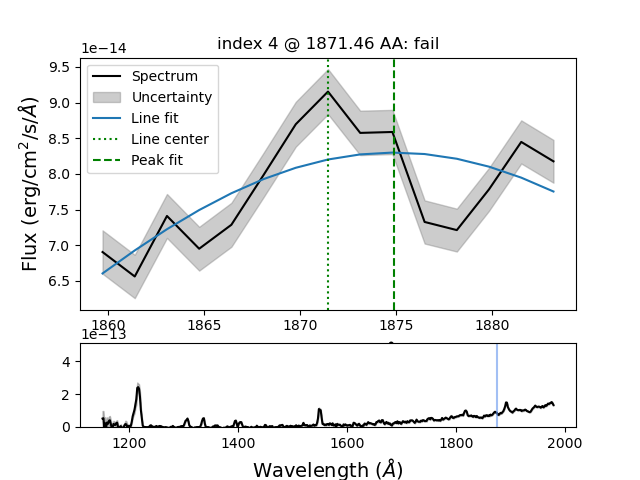 index 4 @ 1871.46 AA: fail
1e−14
Flux (erg/cm²/s/Å)
9.5
9.0
8.5
8.0
7.5
7.0
6.5
Spectrum
Uncertainty
Line fit
Line center
Peak fit
1860 1865 1870 1875 1880
1e−13
4
2
0
1200 1400 1600 1800 2000
Wavelength (Å)